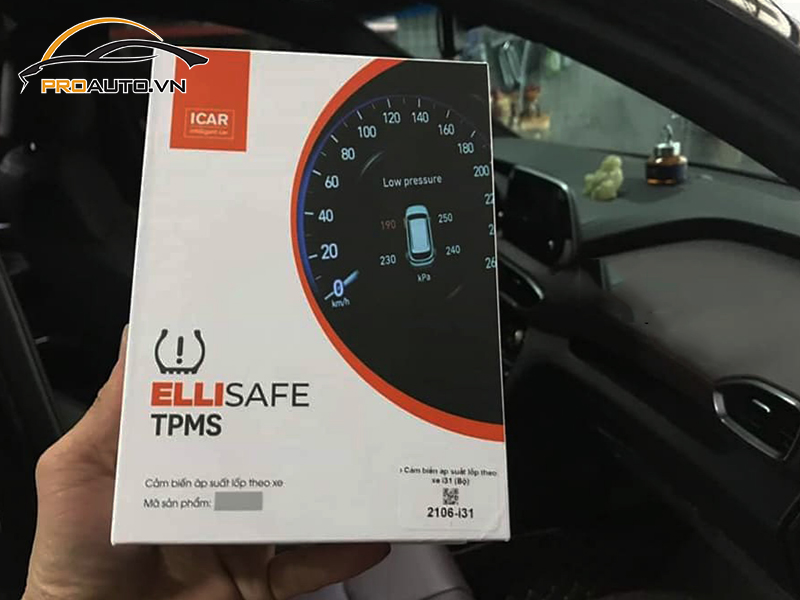 PROAUTO.VN
ICAR
intelligent car
0
20
40
60
80
100
120
140
160
180
200
km/h
Low pressure
190
250
230
240
kPa
ELLISAFE
TPMS
Cảm biến áp suất lốp theo xe
Mã sản phẩm:
› Cảm biến áp suất lốp theo
xe i31 (Bộ)
2106-i31